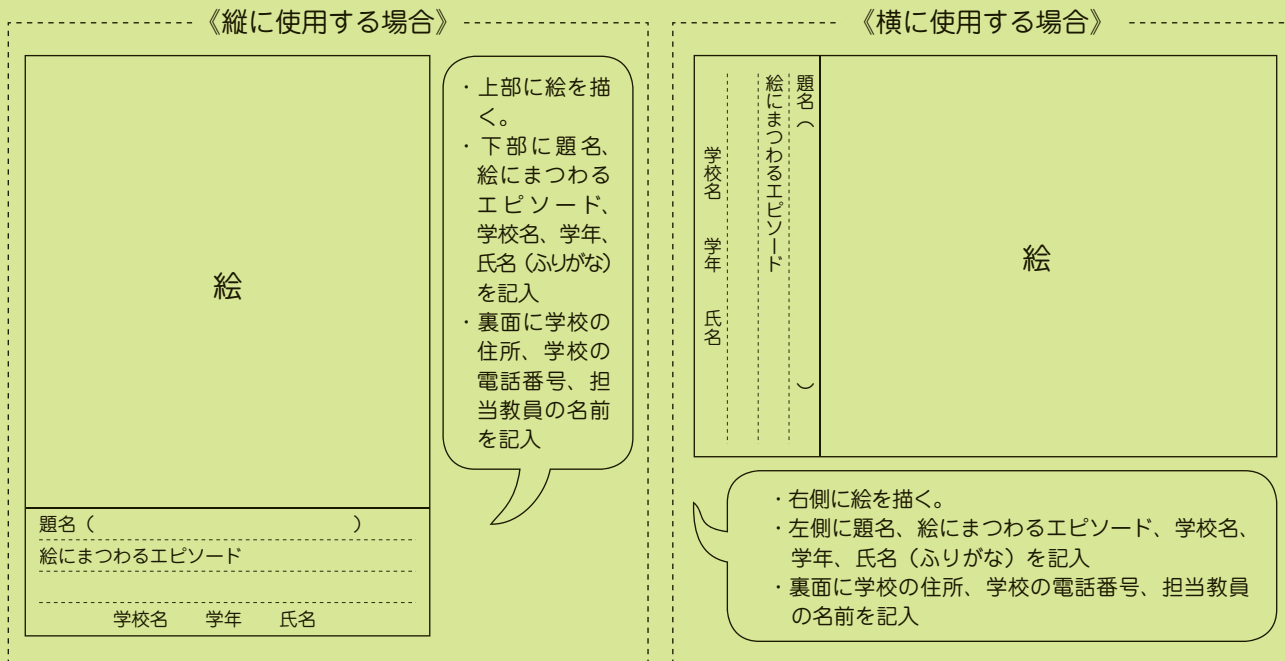 《縦に使用する場合》
絵
題名（　　　　　　　　　　　　　）
絵にまつわるエピソード
学校名　学年　氏名
・上部に絵を描
く。
・下部に題名、
絵にまつわる
エピソード、
学校名、学年、
氏名（ふりがな）
を記入
・裏面に学校の
住所、学校の
電話番号、担
当教員の名前
を記入
《横に使用する場合》
題名（　　　　　　　　　　　　　）
絵にまつわるエピソード
学校名　学年　氏名
絵
・右側に絵を描く。
・左側に題名、絵にまつわるエピソード、学校名、
学年、氏名（ふりがな）を記入
・裏面に学校の住所、学校の電話番号、担当教員
の名前を記入